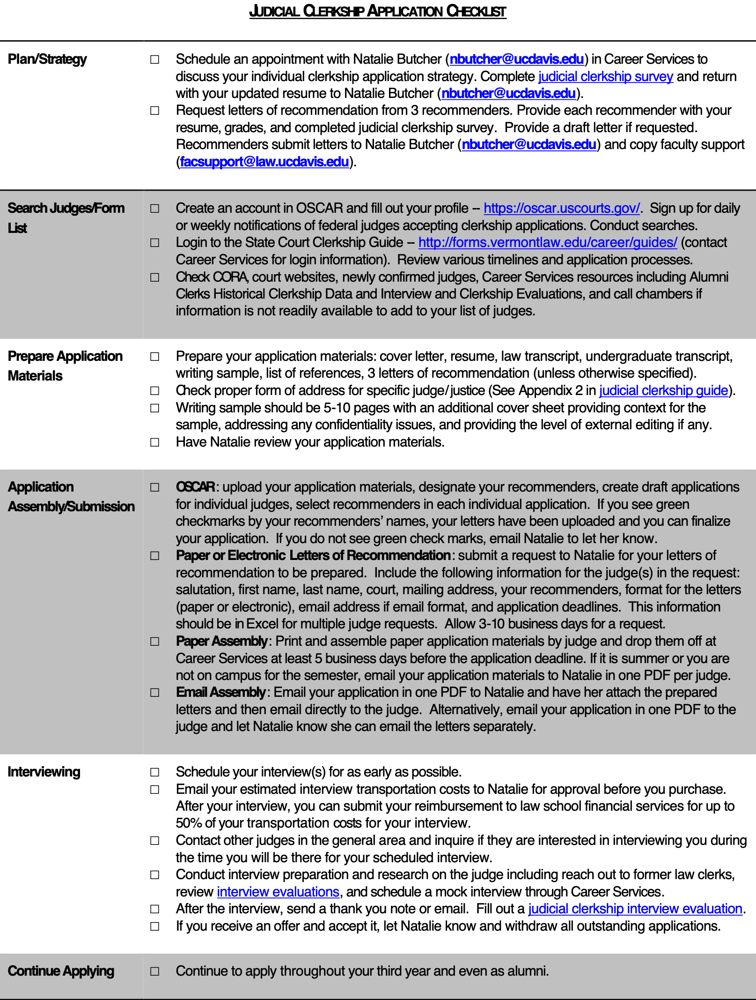 JUDICIAL CLERKSHIP APPLICATION CHECKLIST
Plan/Strategy
☐ Schedule an appointment with Natalie Butcher (nbutcher@ucdavis.edu) in Career Services to
discuss your individual clerkship application strategy. Complete judicial clerkship survey and return
with your updated resume to Natalie Butcher (nbutcher@ucdavis.edu).
☐ Request letters of recommendation from 3 recommenders. Provide each recommender with your
resume, grades, and completed judicial clerkship survey. Provide a draft letter if requested.
Recommenders submit letters to Natalie Butcher (nbutcher@ucdavis.edu) and copy faculty support
(facsupport@law.ucdavis.edu).
Search Judges/Form
List
☐ Create an account in OSCAR and fill out your profile -- https://oscar.uscourts.gov/. Sign up for daily
or weekly notifications of federal judges accepting clerkship applications. Conduct searches.
☐ Login to the State Court Clerkship Guide -- http://forms.vermontlaw.edu/career/guides/ (contact
Career Services for login information). Review various timelines and application processes.
☐ Check CORA, court websites, newly confirmed judges, Career Services resources including Alumni
Clerks Historical Clerkship Data and Interview and Clerkship Evaluations, and call chambers if
information is not readily available to add to your list of judges.
Prepare Application
Materials
☐ Prepare your application materials: cover letter, resume, law transcript, undergraduate transcript,
writing sample, list of references, 3 letters of recommendation (unless otherwise specified).
☐ Check proper form of address for specific judge/justice (See Appendix 2 in judicial clerkship guide).
☐ Writing sample should be 5-10 pages with an additional cover sheet providing context for the
sample, addressing any confidentiality issues, and providing the level of external editing if any.
☐ Have Natalie review your application materials.
Application
Assembly/Submission
☐ OSCAR: upload your application materials, designate your recommenders, create draft applications
for individual judges, select recommenders in each individual application. If you see green
checkmarks by your recommenders’ names, your letters have been uploaded and you can finalize
your application. If you do not see green check marks, email Natalie to let her know.
☐ Paper or Electronic Letters of Recommendation: submit a request to Natalie for your letters of
recommendation to be prepared. Include the following information for the judge(s) in the request:
salutation, first name, last name, court, mailing address, your recommenders, format for the letters
(paper or electronic), email address if email format, and application deadlines. This information
should be in Excel for multiple judge requests. Allow 3-10 business days for a request.
☐ Paper Assembly: Print and assemble paper application materials by judge and drop them off at
Career Services at least 5 business days before the application deadline. If it is summer or you are
not on campus for the semester, email your application materials to Natalie in one PDF per judge.
☐ Email Assembly: Email your application in one PDF to Natalie and have her attach the prepared
letters and then email directly to the judge. Alternatively, email your application in one PDF to the
judge and let Natalie know she can email the letters separately.
Interviewing
☐ Schedule your interview(s) for as early as possible.
☐ Email your estimated interview transportation costs to Natalie for approval before you purchase.
After your interview, you can submit your reimbursement to law school financial services for up to
50% of your transportation costs for your interview.
☐ Contact other judges in the general area and inquire if they are interested in interviewing you during
the time you will be there for your scheduled interview.
☐ Conduct interview preparation and research on the judge including reach out to former law clerks,
review interview evaluations, and schedule a mock interview through Career Services.
☐ After the interview, send a thank you note or email. Fill out a judicial clerkship interview evaluation.
☐ If you receive an offer and accept it, let Natalie know and withdraw all outstanding applications.
Continue Applying
☐ Continue to apply throughout your third year and even as alumni.